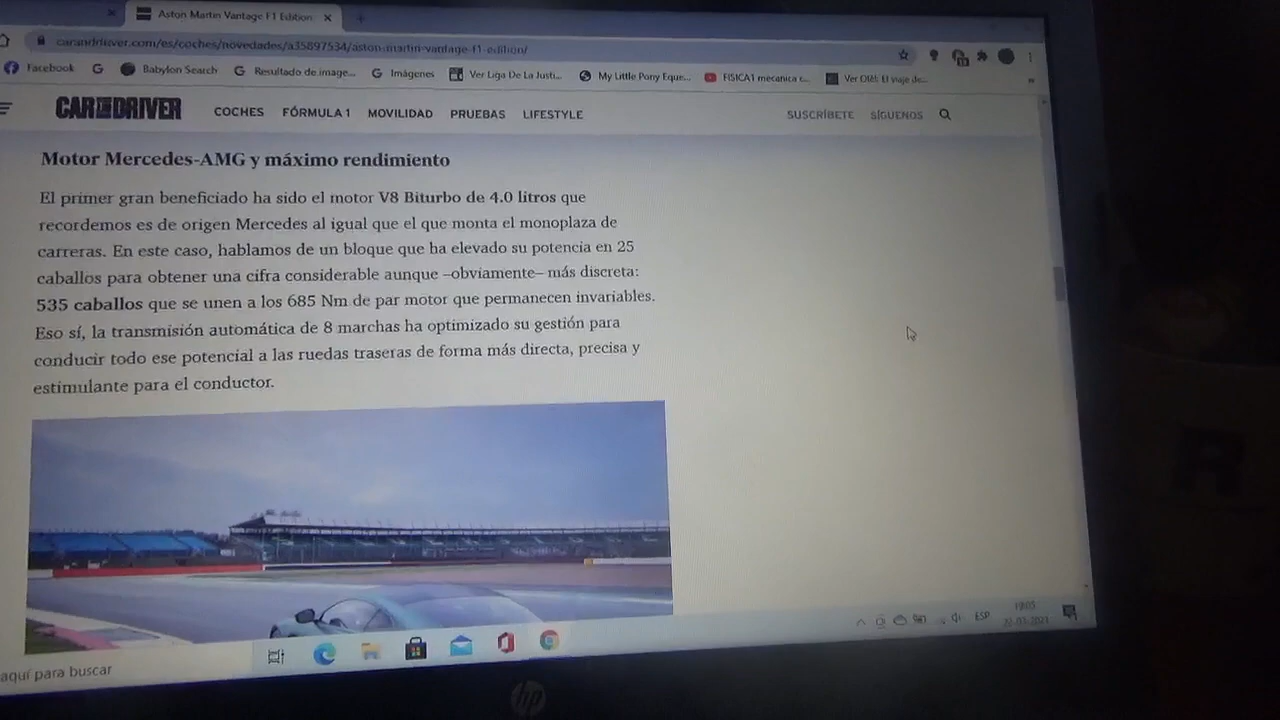 Aston Martin Vantage F1 Edition
caranddriver.com/es/coches/novedades/a35897534/aston-martin-vantage-f1-edition/
Facebook Babylon Search Resultado de image... Imágenes Ver Liga De La Justi... My Little Pony Eque... FISICA1 mecanica c... Ver Olé: El viaje de...
CAR AND DRIVER COCHES FÓRMULA 1 MOVILIDAD PRUEBAS LIFESTYLE SUSCRÍBETE SÍGUENOS
Motor Mercedes-AMG y máximo rendimiento
El primer gran beneficiado ha sido el motor V8 Biturbo de 4.0 litros que
recordemos es de origen Mercedes al igual que el que monta el monoplaza de
carreras. En este caso, hablamos de un bloque que ha elevado su potencia en 25
caballos para obtener una cifra considerable aunque –obviamente– más discreta:
535 caballos que se unen a los 685 Nm de par motor que permanecen invariables.
Eso sí, la transmisión automática de 8 marchas ha optimizado su gestión para
conducir todo ese potencial a las ruedas traseras de forma más directa, precisa y
estimulante para el conductor.
aquí para buscar
ESP
hp